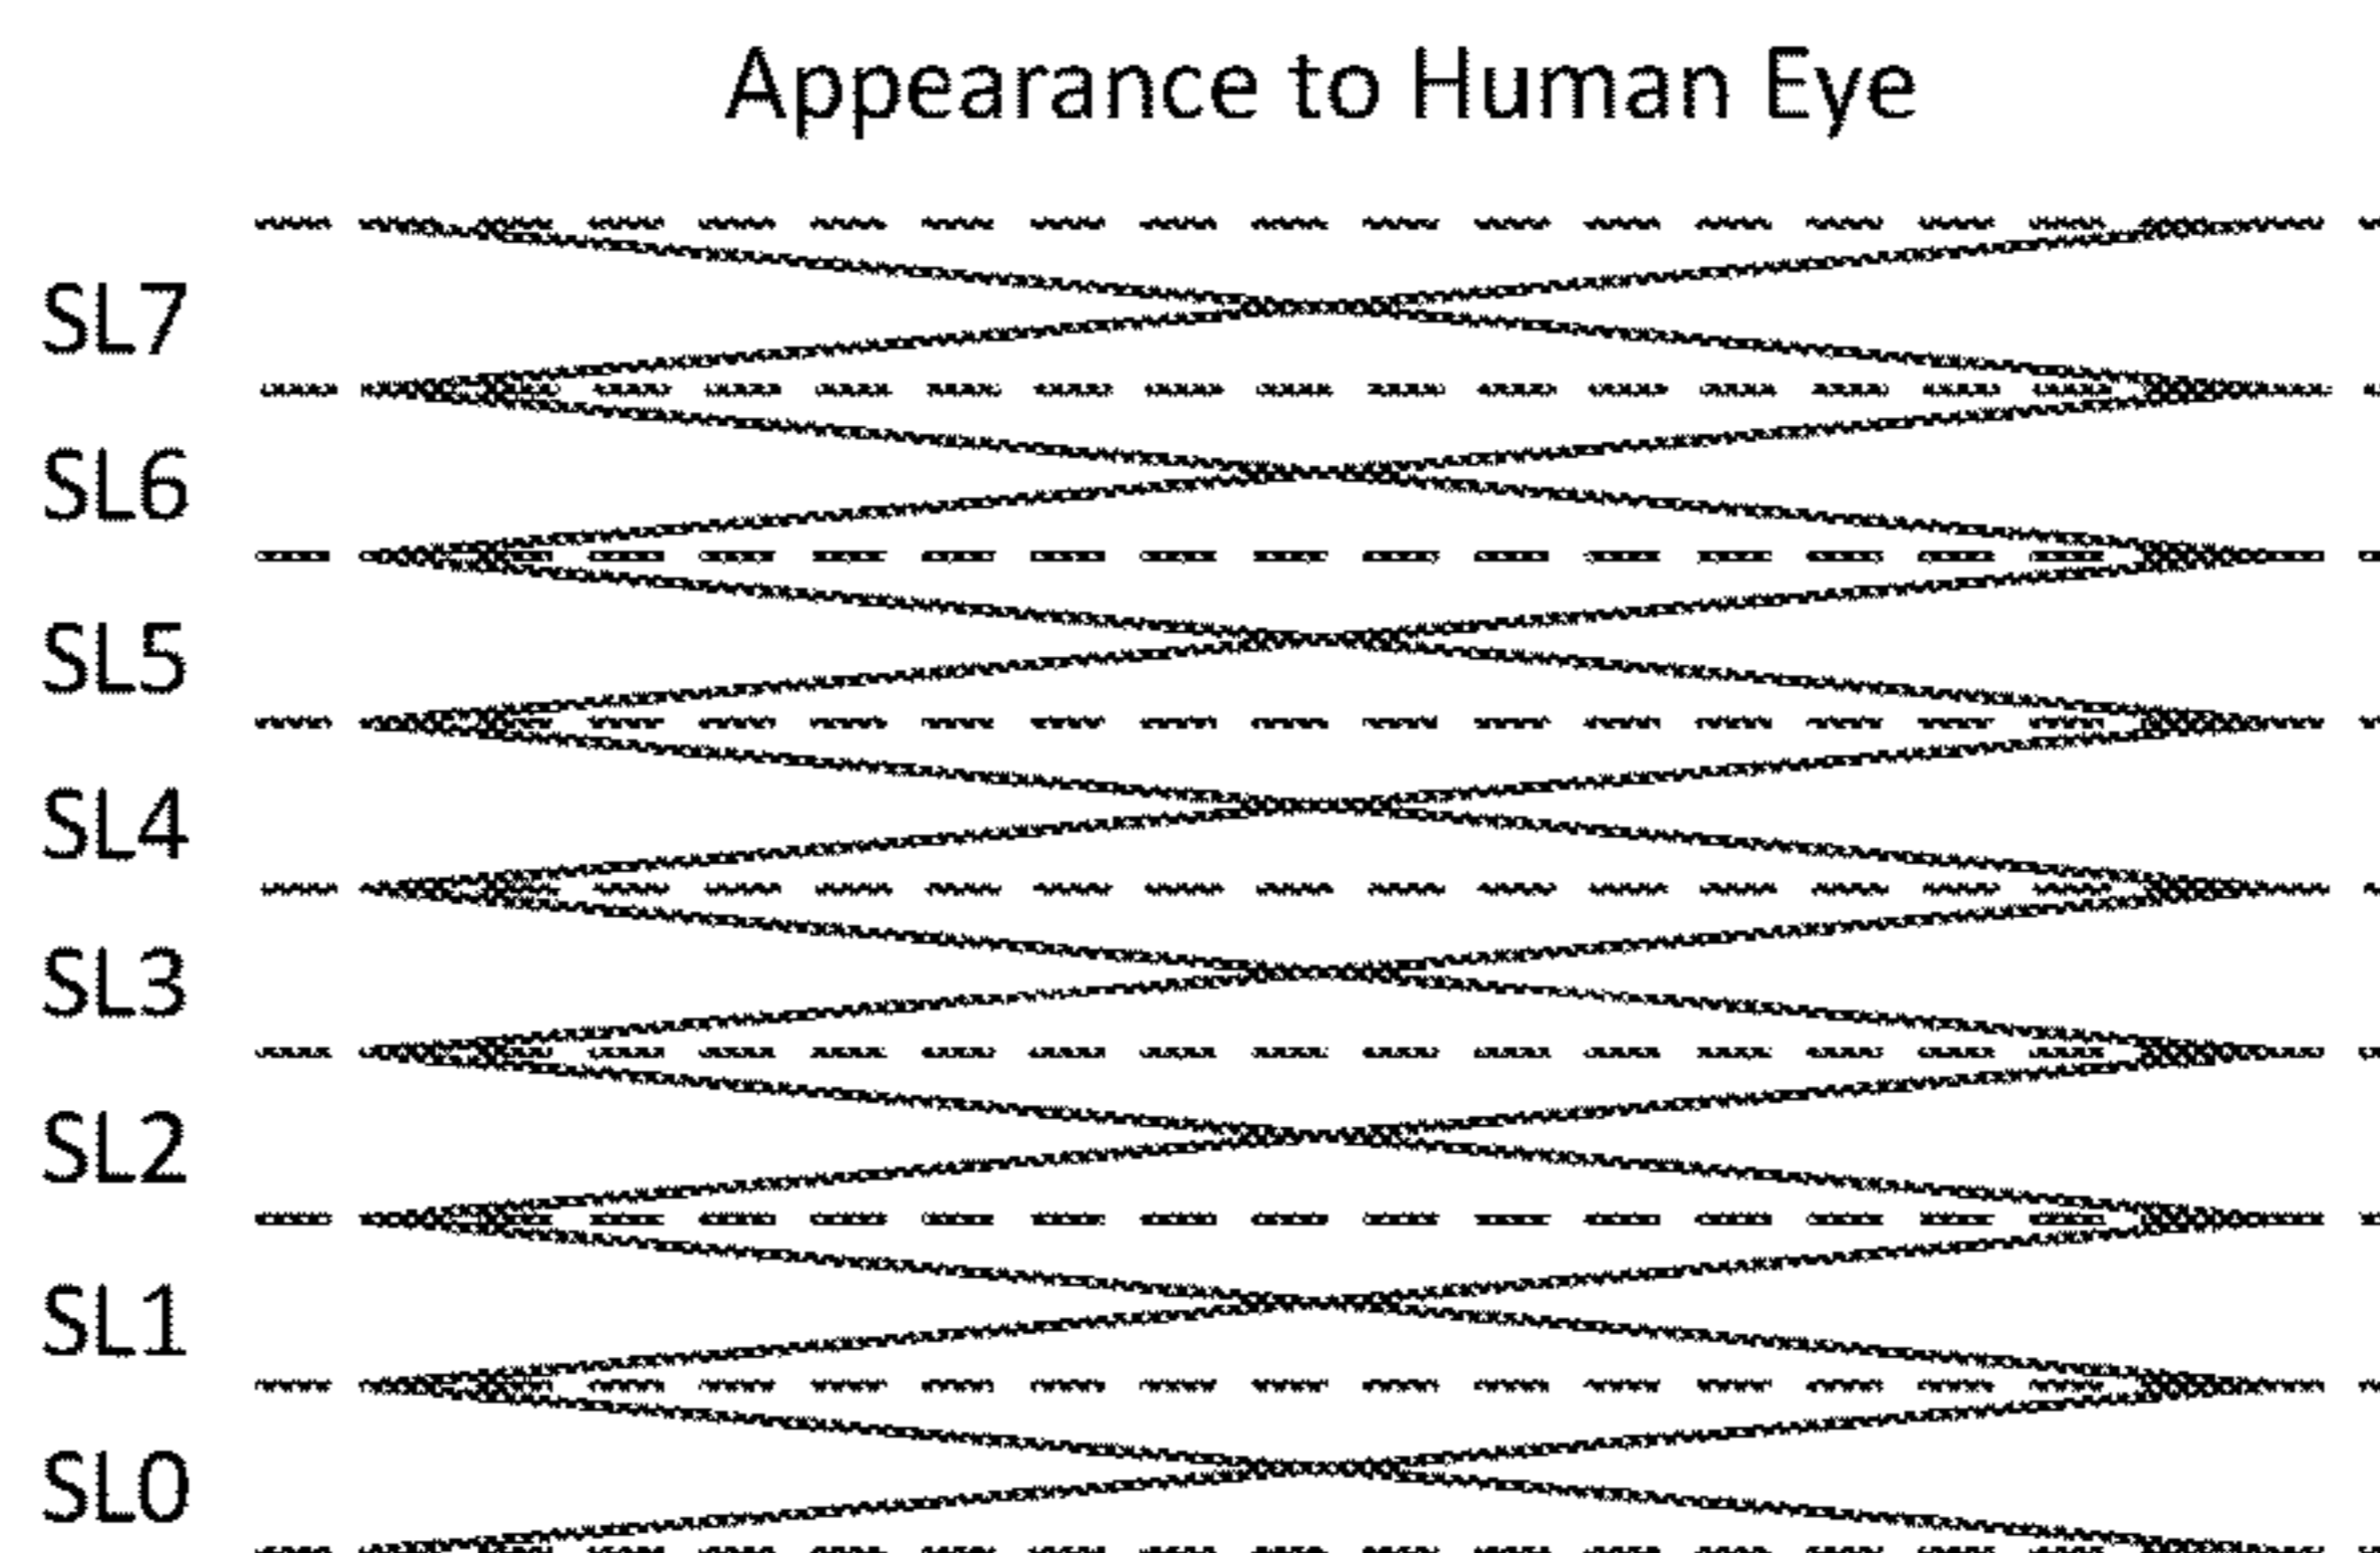 Appearance to Human Eye
SL7
SL6
SL5
SL4
SL3
SL2
SL1
SL0